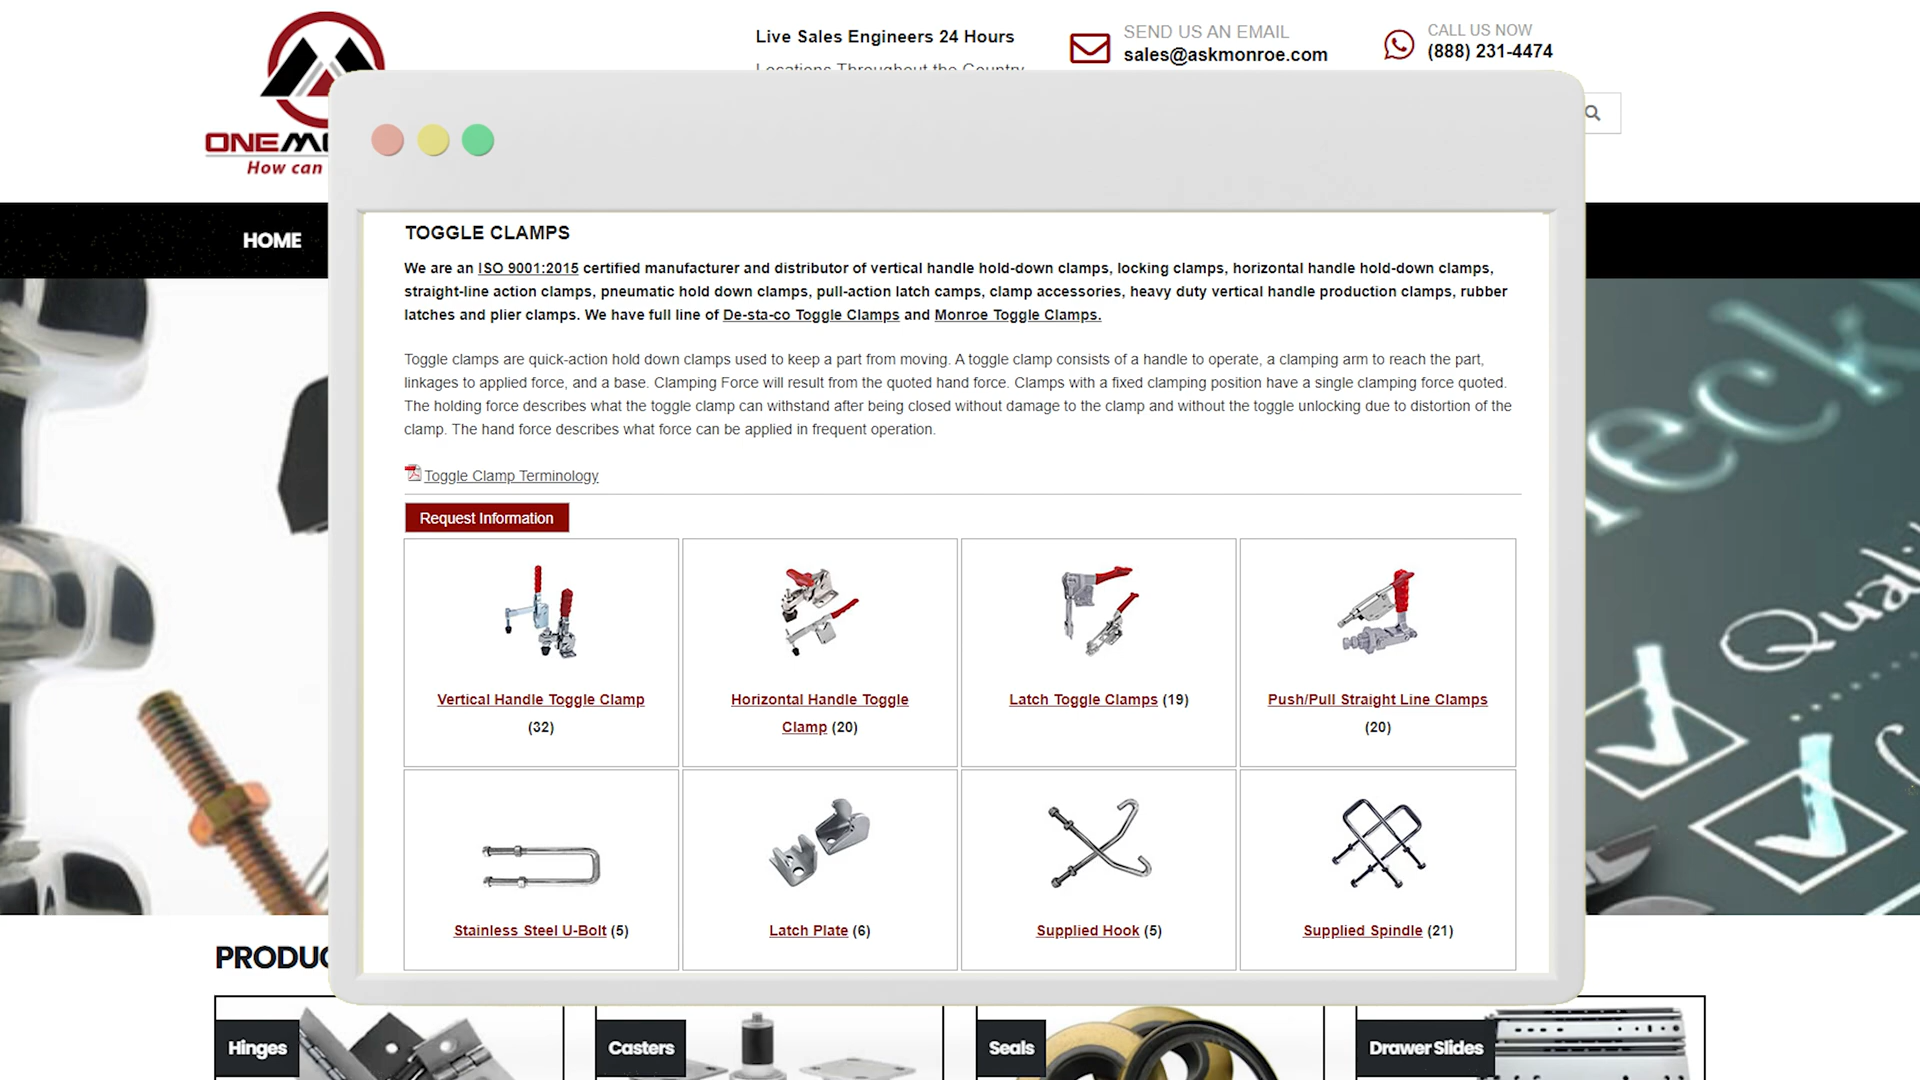 Live Sales Engineers 24 Hours
Locations Throughout the Country
SEND US AN EMAIL
sales@askmonroe.com
CALL US NOW
(888) 231-4474
How can
HOME
TOGGLE CLAMPS
We are an ISO 9001:2015 certified manufacturer and distributor of vertical handle hold-down clamps, locking clamps, horizontal handle hold-down clamps,
straight-line action clamps, pneumatic hold down clamps, pull-action latch camps, clamp accessories, heavy duty vertical handle production clamps, rubber
latches and plier clamps. We have full line of De-sta-co Toggle Clamps and Monroe Toggle Clamps.
Toggle clamps are quick-action hold down clamps used to keep a part from moving. A toggle clamp consists of a handle to operate, a clamping arm to reach the part,
linkages to applied force, and a base. Clamping Force will result from the quoted hand force. Clamps with a fixed clamping position have a single clamping force quoted.
The holding force describes what the toggle clamp can withstand after being closed without damage to the clamp and without the toggle unlocking due to distortion of the
clamp. The hand force describes what force can be applied in frequent operation.
Toggle Clamp Terminology
Request Information
Vertical Handle Toggle Clamp
(32)
Horizontal Handle Toggle
Clamp (20)
Latch Toggle Clamps (19)
Push/Pull Straight Line Clamps
(20)
Stainless Steel U-Bolt (5)
Latch Plate (6)
Supplied Hook (5)
Supplied Spindle (21)
Hinges
Casters
Seals
Drawer Slides